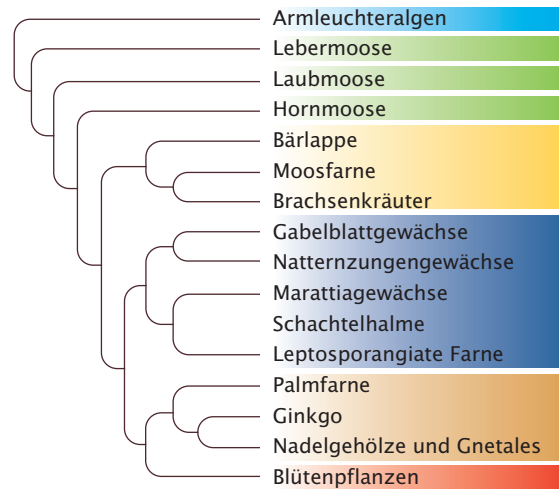 Armleuchteralgen
Lebermoose
Laubmoose
Hornmoose
Bärlappe
Moosfarne
Brachsenkräuter
Gabelblattgewächse
Natternzungengewächse
Marattiagewächse
Schachtelhalme
Leptosporangiate Farne
Palmfarne
Ginkgo
Nadelgehölze und Gnetales
Blütenpflanzen